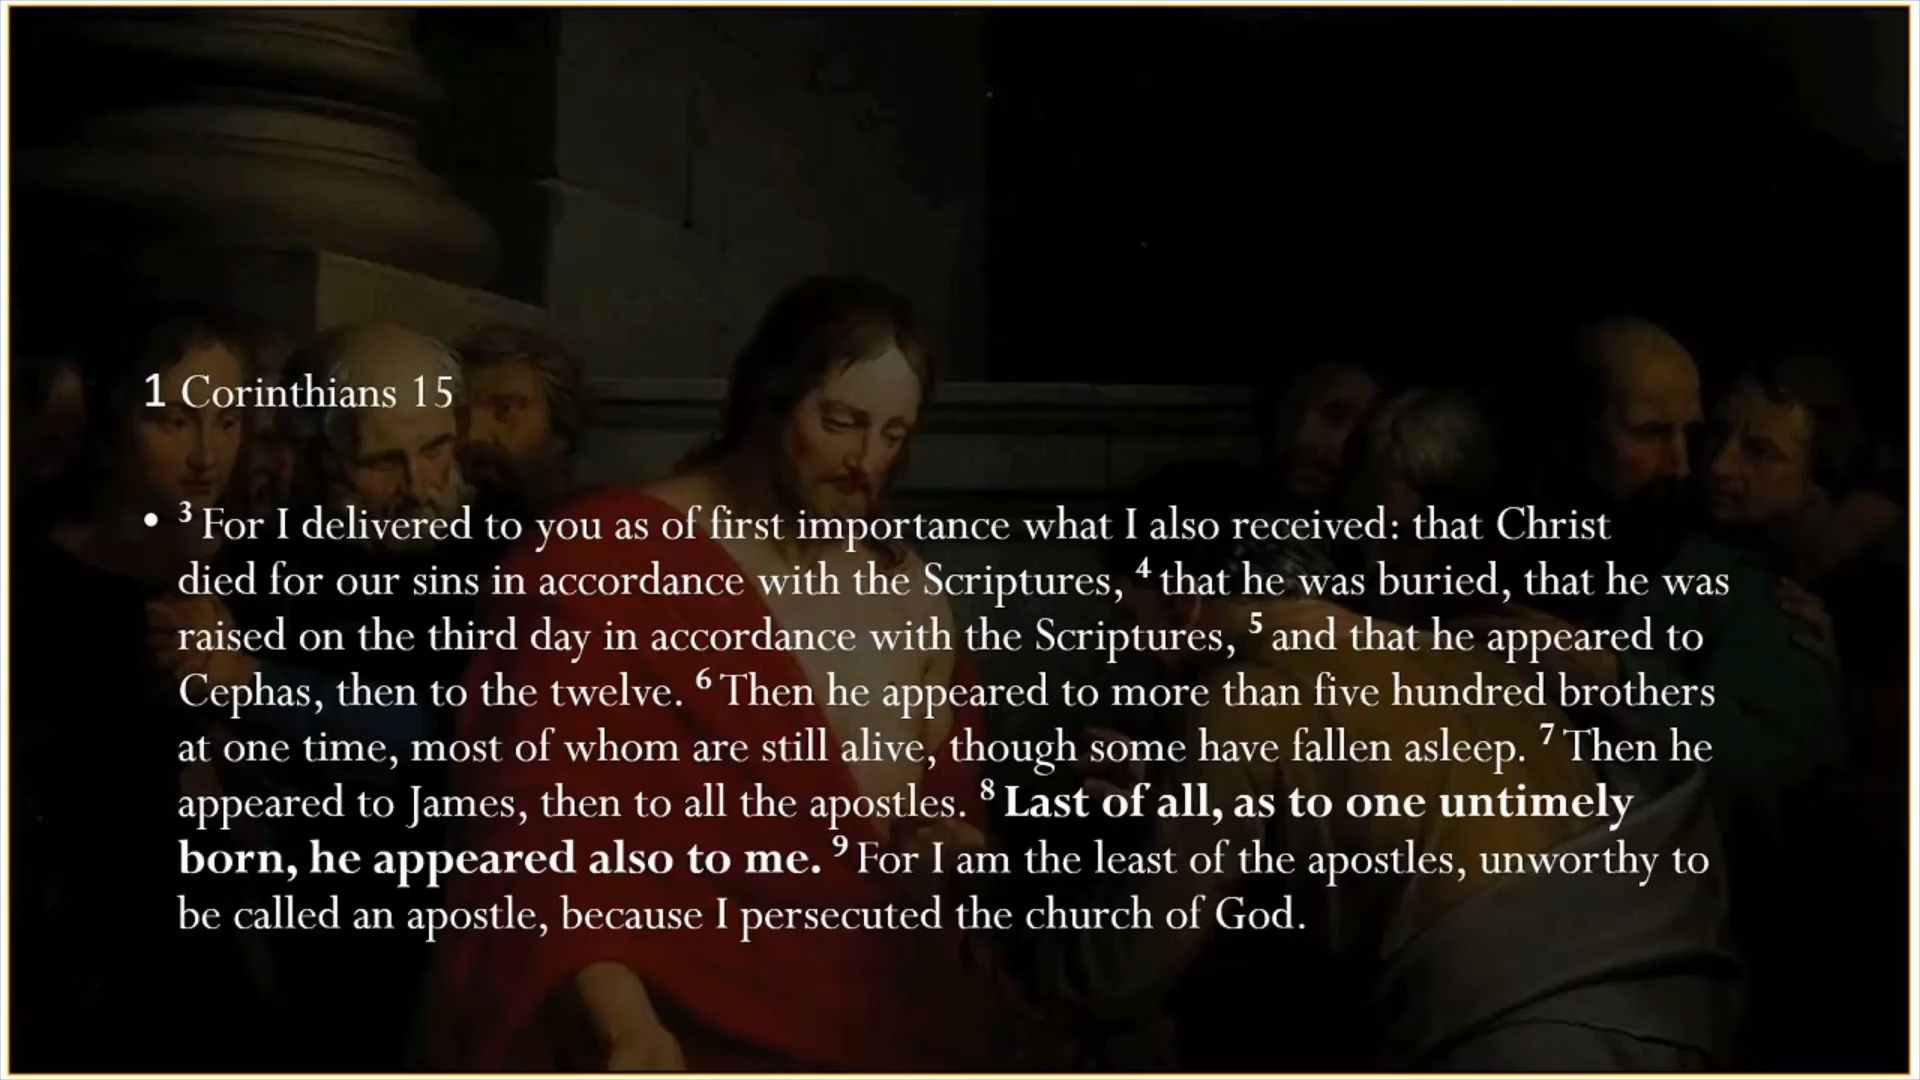 1 Corinthians 15
• 3 For I delivered to you as of first importance what I also received: that Christ
died for our sins in accordance with the Scriptures, 4 that he was buried, that he was
raised on the third day in accordance with the Scriptures, 5 and that he appeared to
Cephas, then to the twelve. 6 Then he appeared to more than five hundred brothers
at one time, most of whom are still alive, though some have fallen asleep. 7 Then he
appeared to James, then to all the apostles. 8 Last of all, as to one untimely
born, he appeared also to me. 9 For I am the least of the apostles, unworthy to
be called an apostle, because I persecuted the church of God.